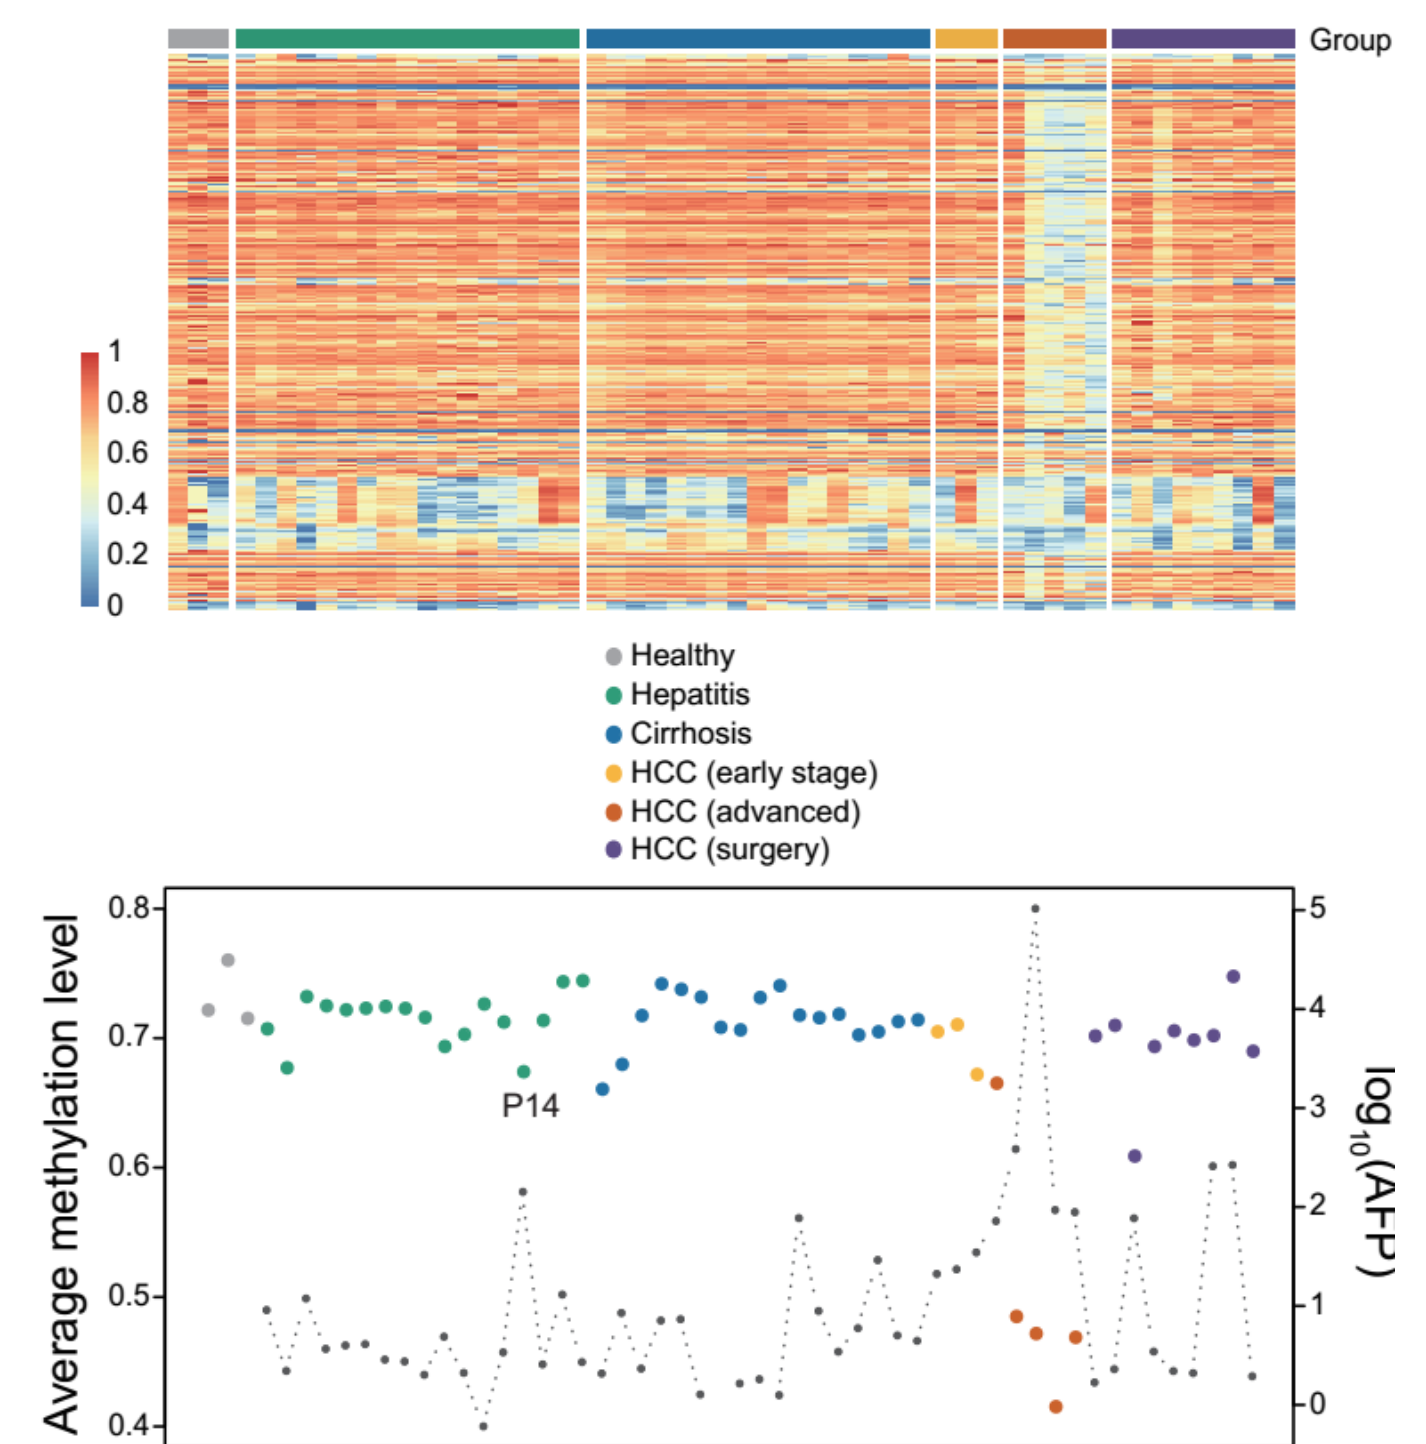 Group
1
0.8
0.6
0.4
0.2
0
Healthy
Hepatitis
Cirrhosis
HCC (early stage)
HCC (advanced)
HCC (surgery)
Average methylation level
0.8
0.7
0.6
0.5
0.4
P14
5
4
3
2
1
0
log10(AFP)